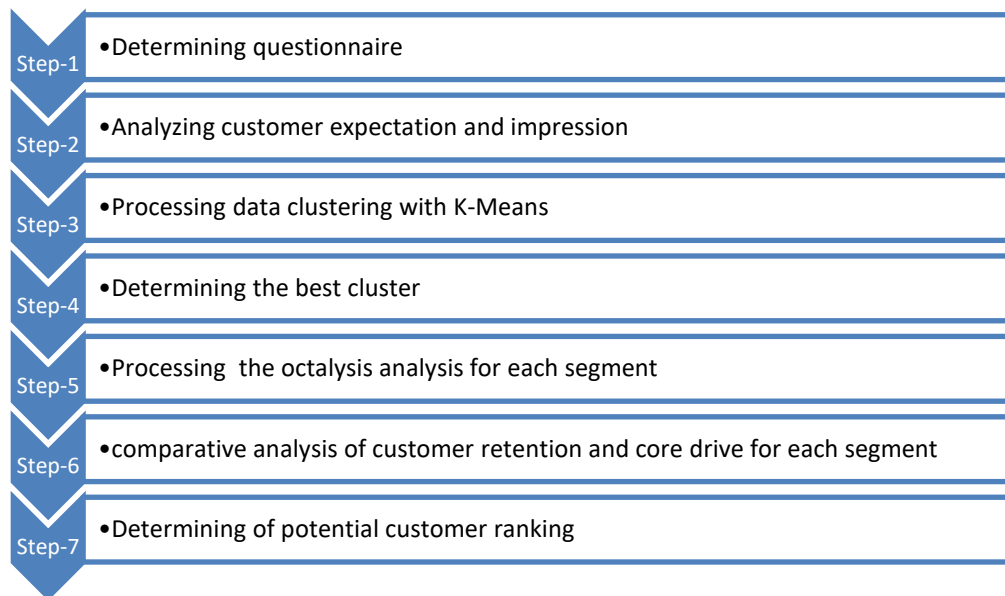 Step-1
•Determining questionnaire
Step-2
•Analyzing customer expectation and impression
Step-3
•Processing data clustering with K-Means
Step-4
•Determining the best cluster
Step-5
•Processing  the octalysis analysis for each segment
Step-6
•comparative analysis of customer retention and core drive for each segment
Step-7
•Determining of potential customer ranking